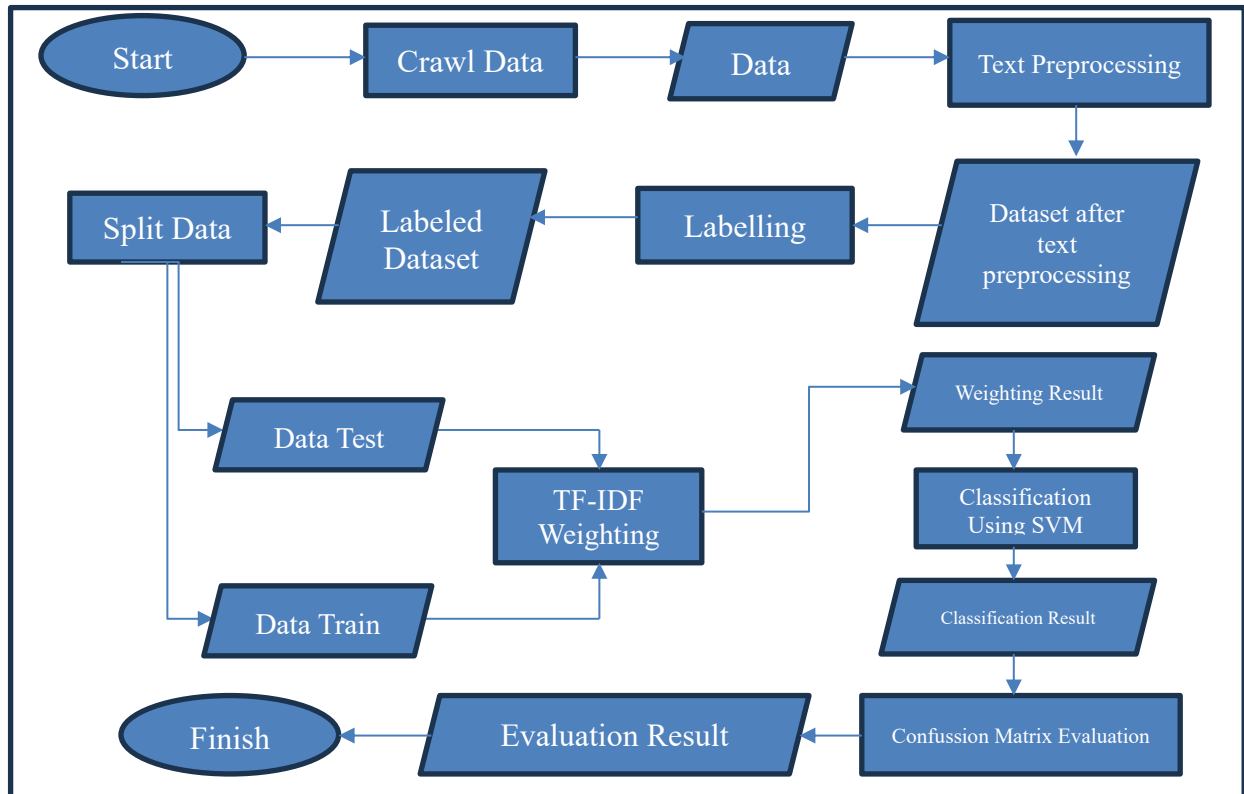 Start
Crawl Data
Data
Text Preprocessing
Dataset after
text
preprocessing
Labelling
Labeled
Dataset
Split Data
Data Test
Data Train
TF-IDF
Weighting
Weighting Result
Classification
Using SVM
Classification Result
Confussion Matrix Evaluation
Evaluation Result
Finish